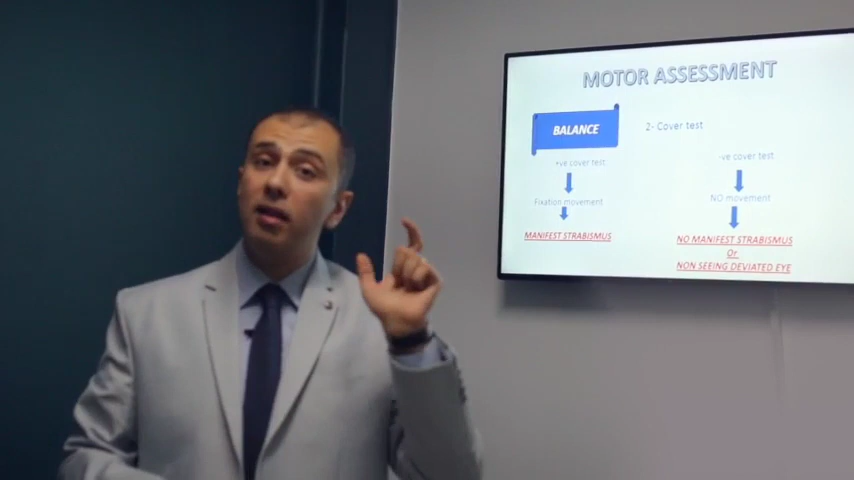 MOTOR ASSESSMENT
BALANCE
2- Cover test
+ve cover test
-ve cover test
Fixation movement
NO movement
MANIFEST STRABISMUS
NO MANIFEST STRABISMUS
Or
NON SEEING DEVIATED EYE